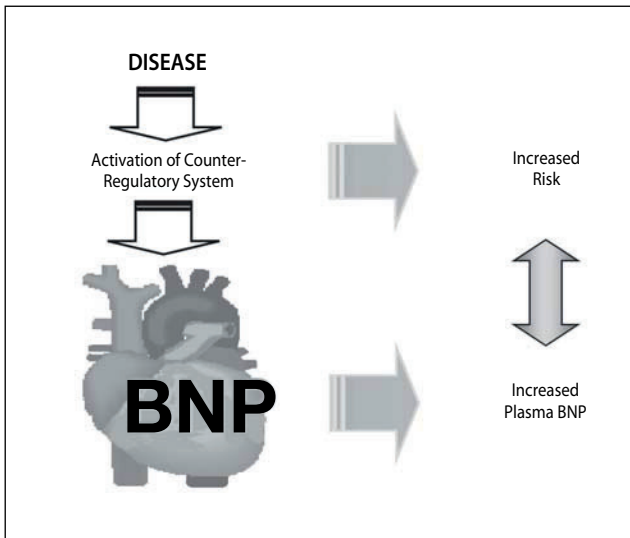 DISEASE
Activation of Counter-
Regulatory System
Increased
Risk
BNP
Increased
Plasma BNP